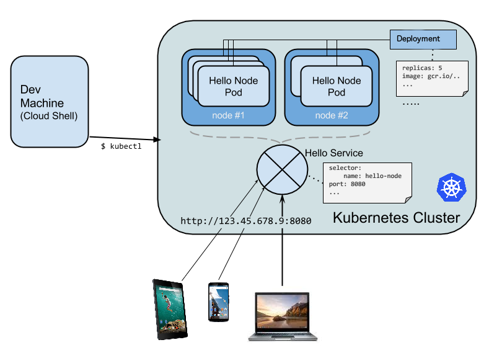 Deployment
replicas: 5
image: gcr.io/..
...
.....
Hello Node
Pod
node #1
Hello Node
Pod
node #2
Dev
Machine
(Cloud Shell)
$ kubectl
Hello Service
selector:
name: hello-node
port: 8080
...
http://123.45.678.9:8080
Kubernetes Cluster